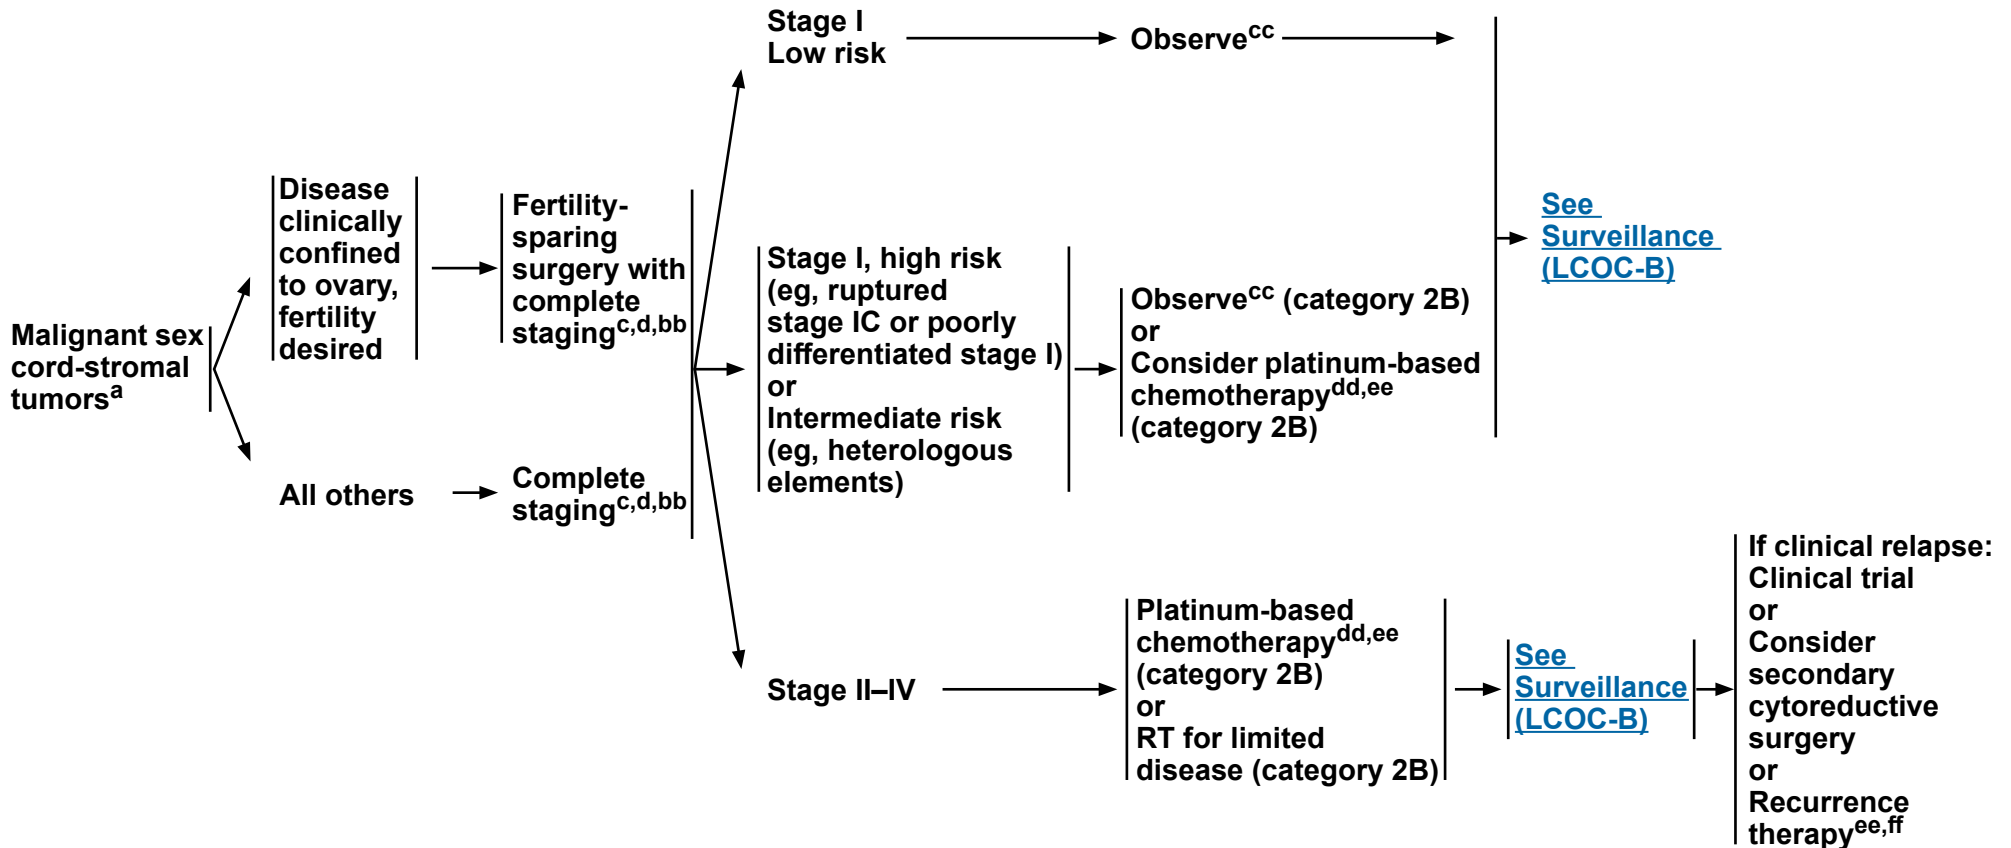 Malignant sex
cord-stromal
tumorsa
Disease
clinically
confined
to ovary,
fertility
desired
All others
Fertility-
sparing
surgery with
complete
stagingc,d,bb
Complete
stagingc,d,bb
Stage I
Low risk
Observecc
Stage I, high risk
(eg, ruptured
stage IC or poorly
differentiated stage I)
or
Intermediate risk
(eg, heterologous
elements)
Observecc (category 2B)
or
Consider platinum-based
chemotherapydd,ee
(category 2B)
See
Surveillance
(LCOC-B)
Stage II–IV
Platinum-based
chemotherapydd,ee
(category 2B)
or
RT for limited
disease (category 2B)
See
Surveillance
(LCOC-B)
If clinical relapse:
Clinical trial
or
Consider
secondary
cytoreductive
surgery
or
Recurrence
therapyee,ff